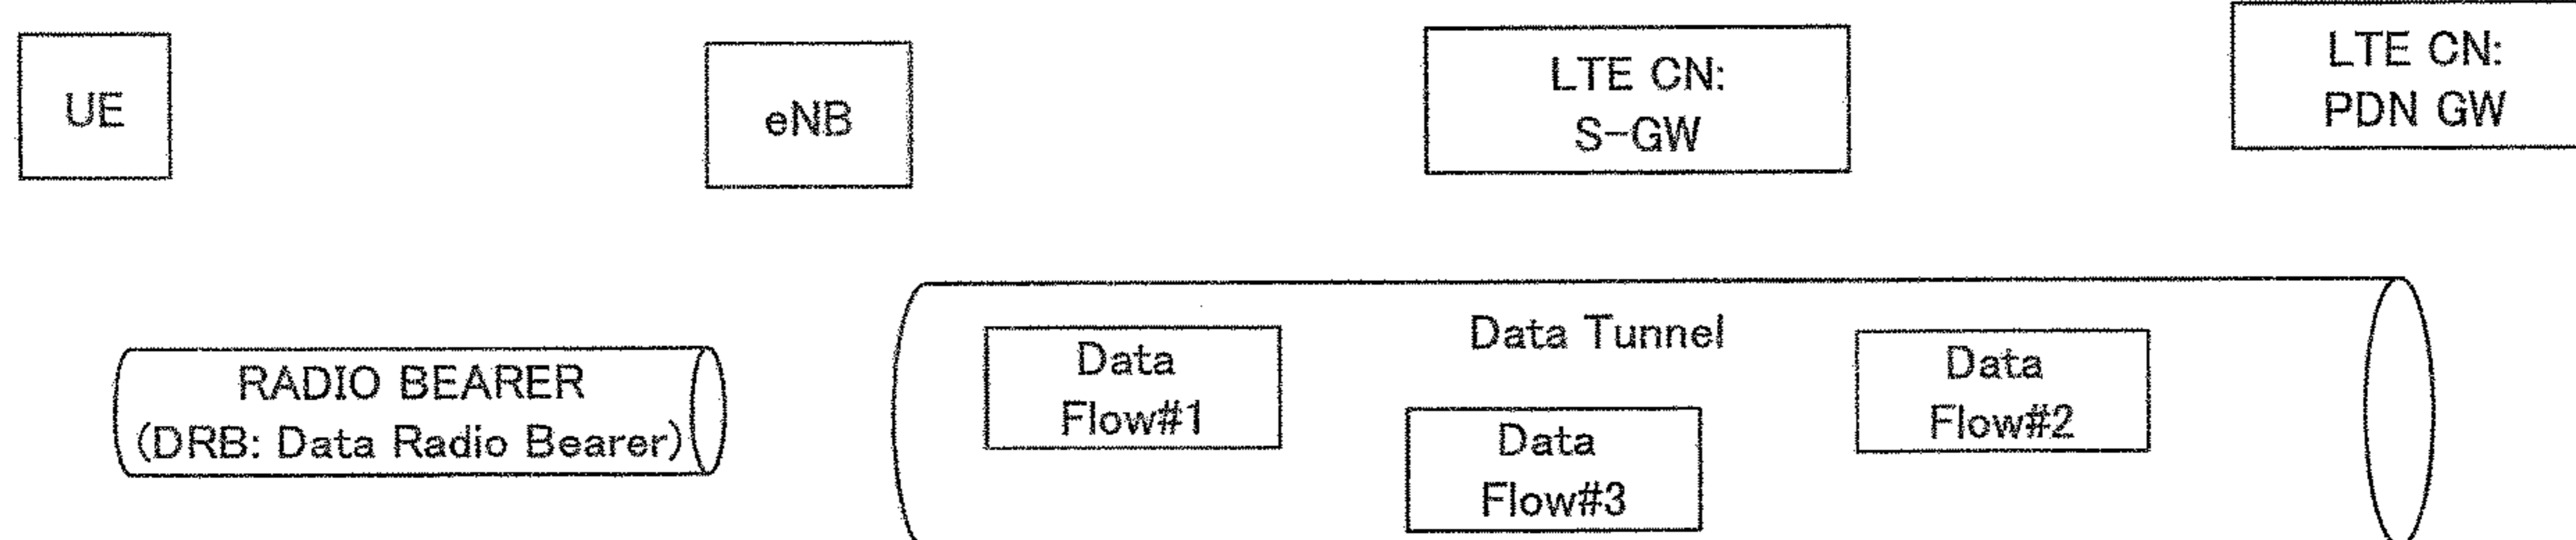 UE
eNB
LTE CN:
S-GW
LTE CN:
PDN GW
RADIO BEARER
(DRB: Data Radio Bearer)
Data Tunnel
Data
Flow#1
Data
Flow#3
Data
Flow#2